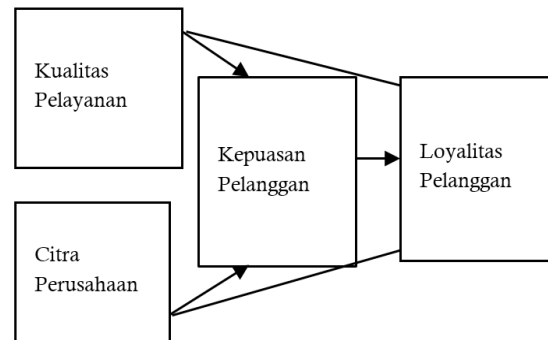 Kualitas
Pelayanan
Kepuasan
Pelanggan
Loyalitas
Pelanggan
Citra
Perusahaan